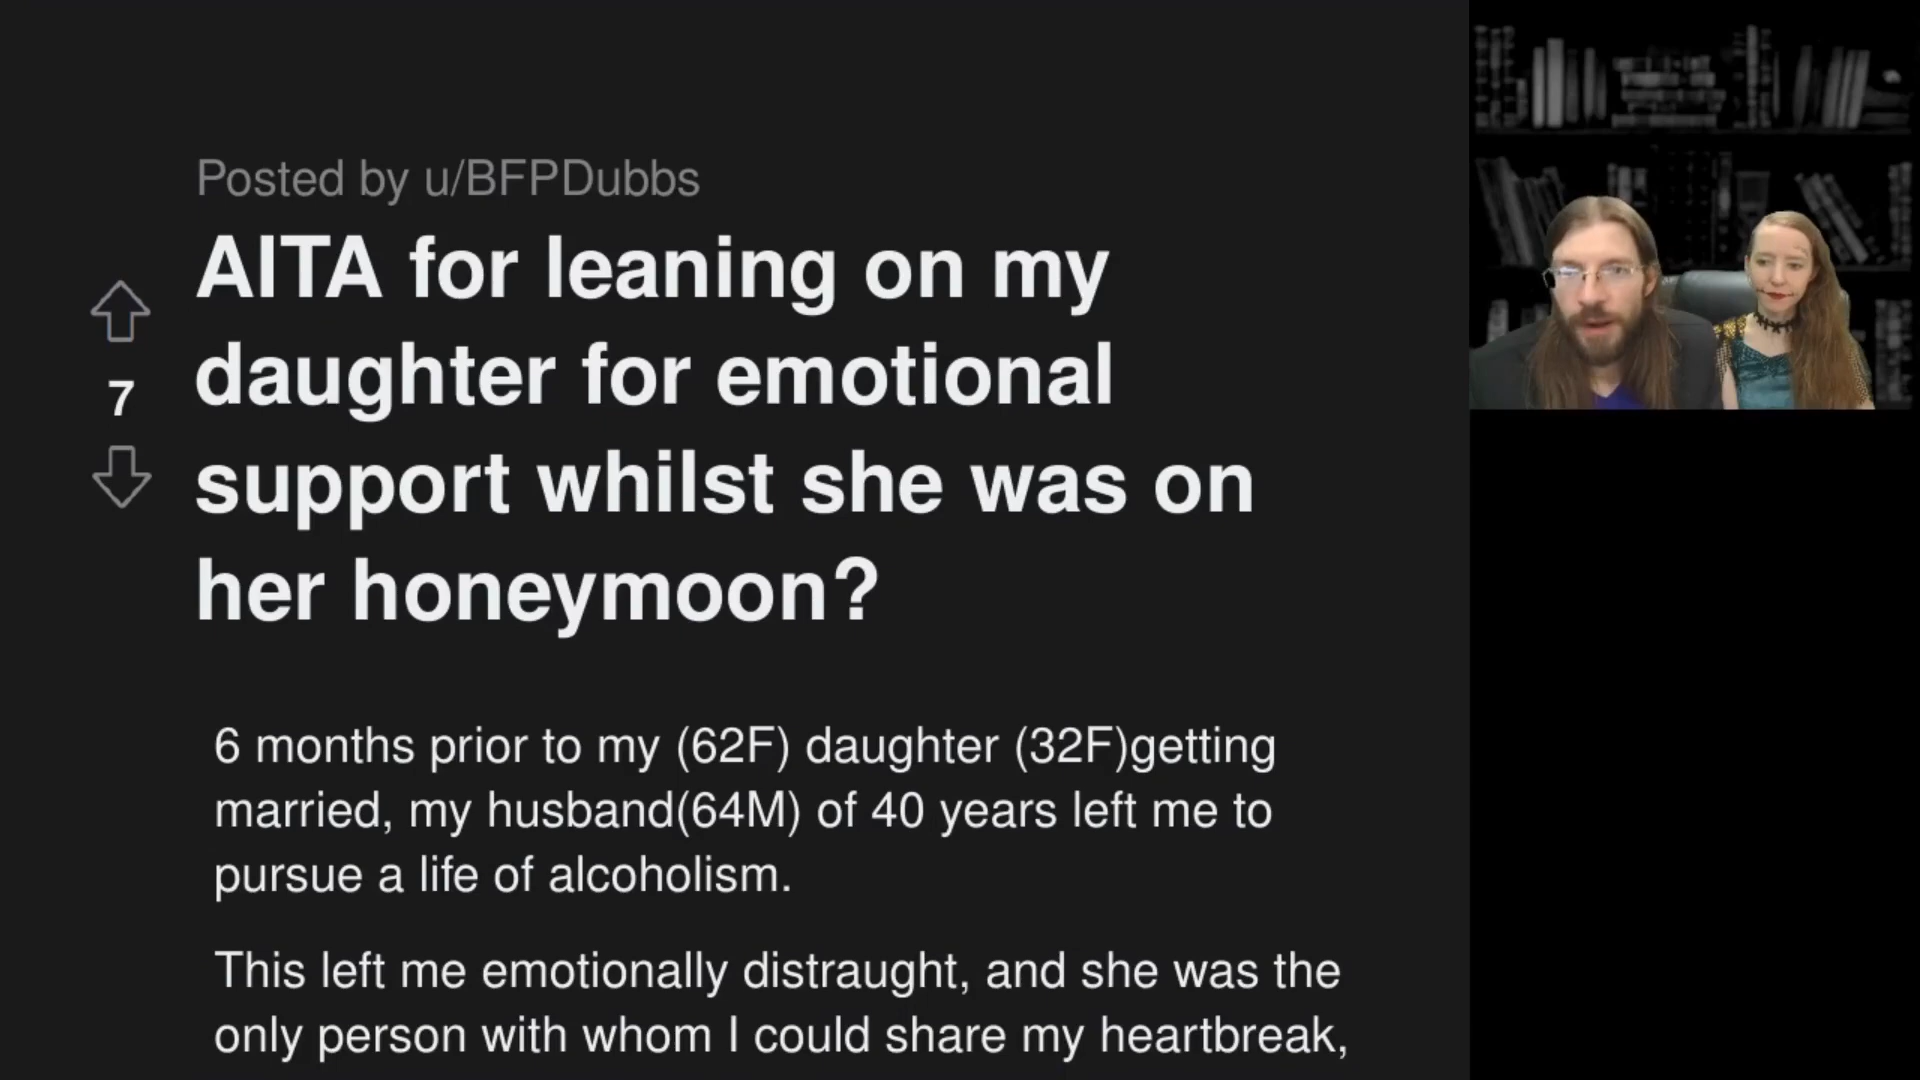 Posted by u/BFPDubbs
AITA for leaning on my
daughter for emotional
support whilst she was on
her honeymoon?
7
6 months prior to my (62F) daughter (32F)getting
married, my husband(64M) of 40 years left me to
pursue a life of alcoholism.
This left me emotionally distraught, and she was the
only person with whom I could share my heartbreak,